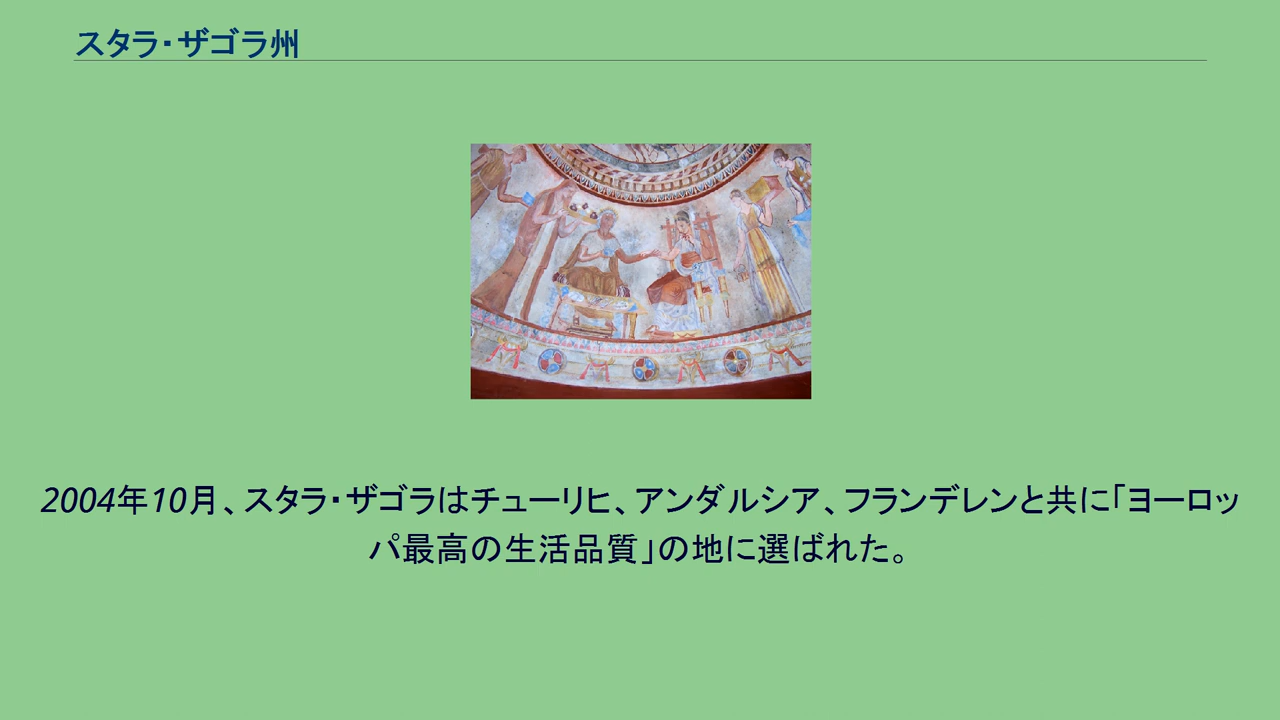 スタラ・ザゴラ州
2004年10月、スタラ・ザゴラはチューリヒ、アンダルシア、フランデレンと共に「ヨーロッ
パ最高の生活品質」の地に選ばれた。